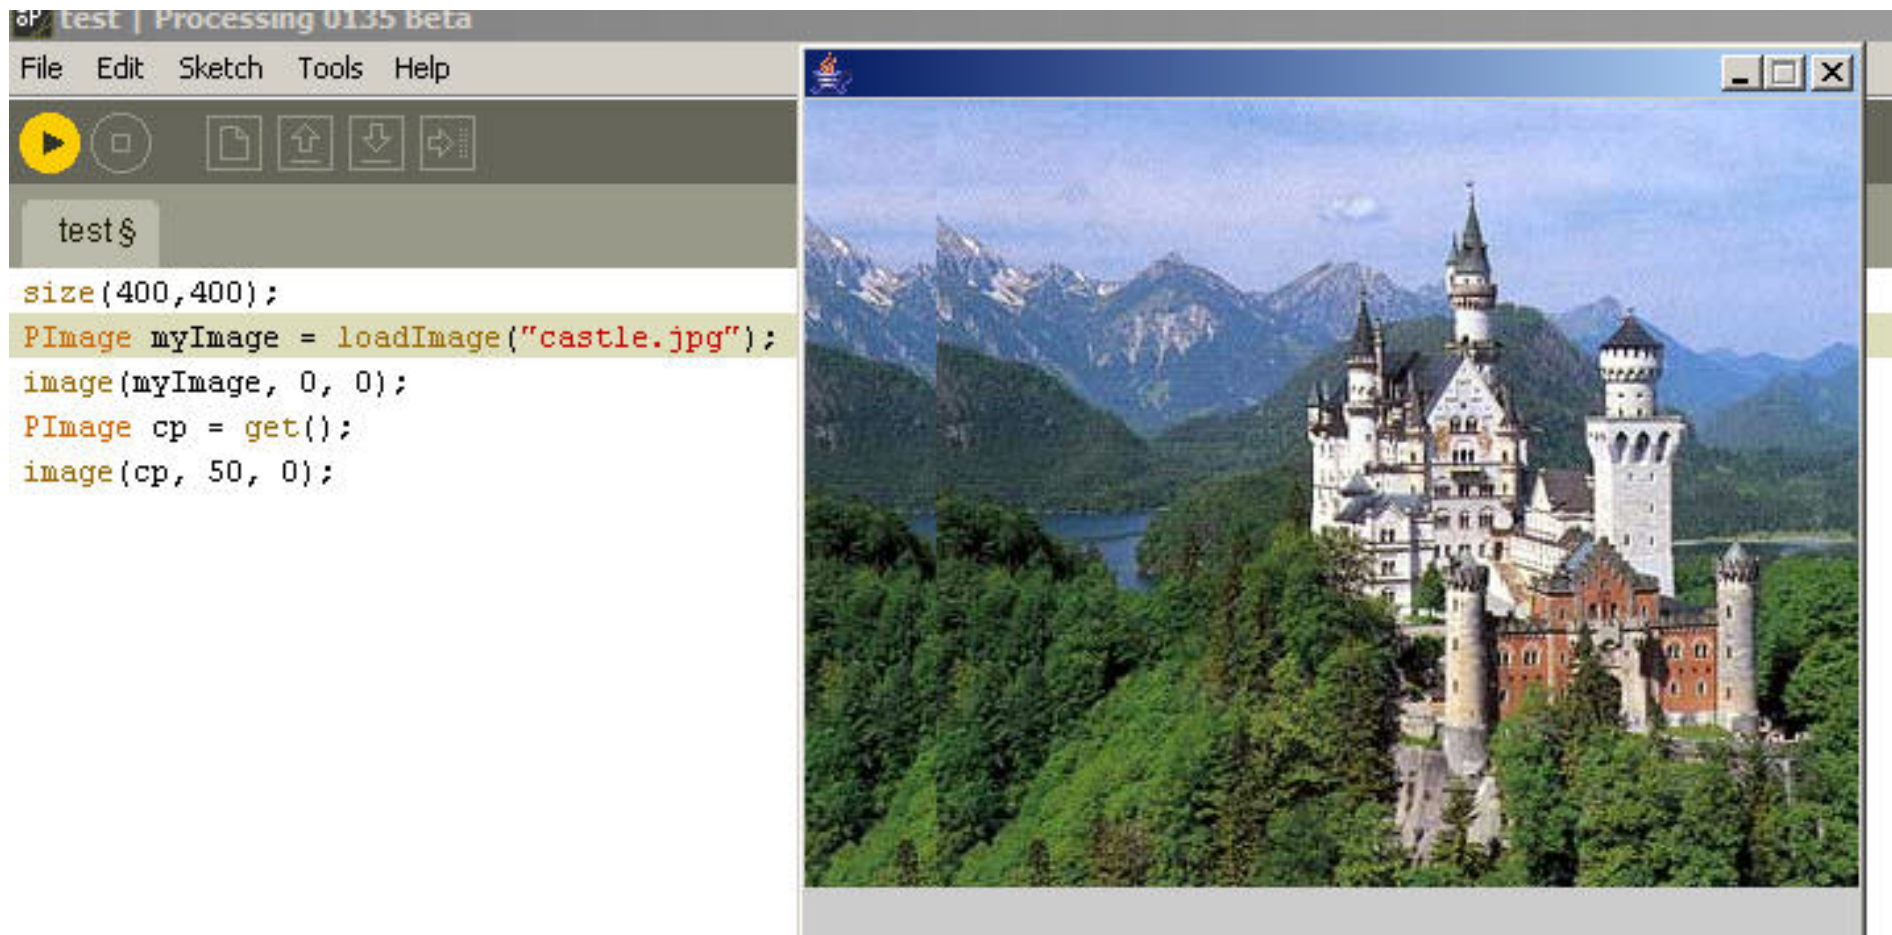 test | Processing 0135 Beta
File Edit Sketch Tools Help
test §
size(400,400);
PImage myImage = loadImage("castle.jpg");
image(myImage, 0, 0);
PImage cp = get();
image(cp, 50, 0);